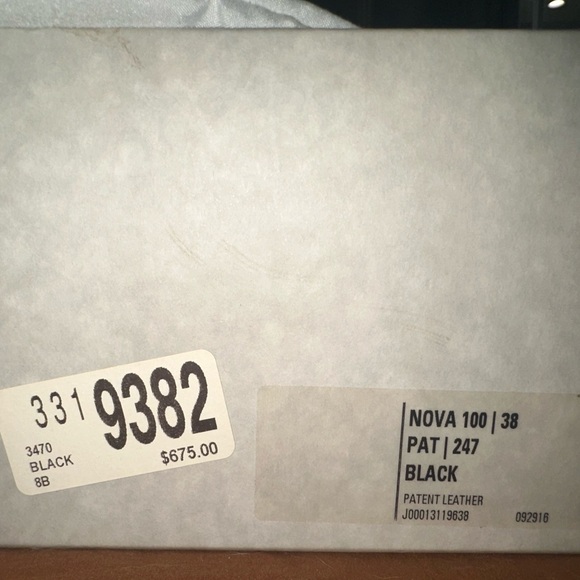 331 9382
3470
BLACK
8B
$675.00
NOVA 100 | 38
PAT | 247
BLACK
PATENT LEATHER
J00013119638 092916